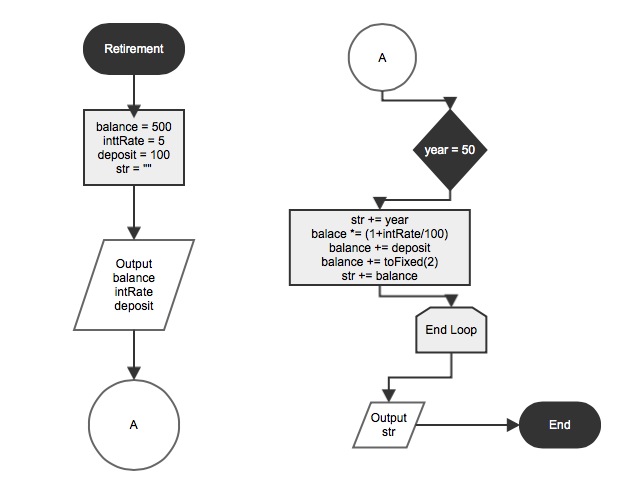 Retirement
balance = 500
inttRate = 5
deposit = 100
str = ""
Output
balance
intRate
deposit
A
A
year = 50
str += year
balace *= (1+intRate/100)
balance += deposit
balance += toFixed(2)
str += balance
End Loop
Output
str
End